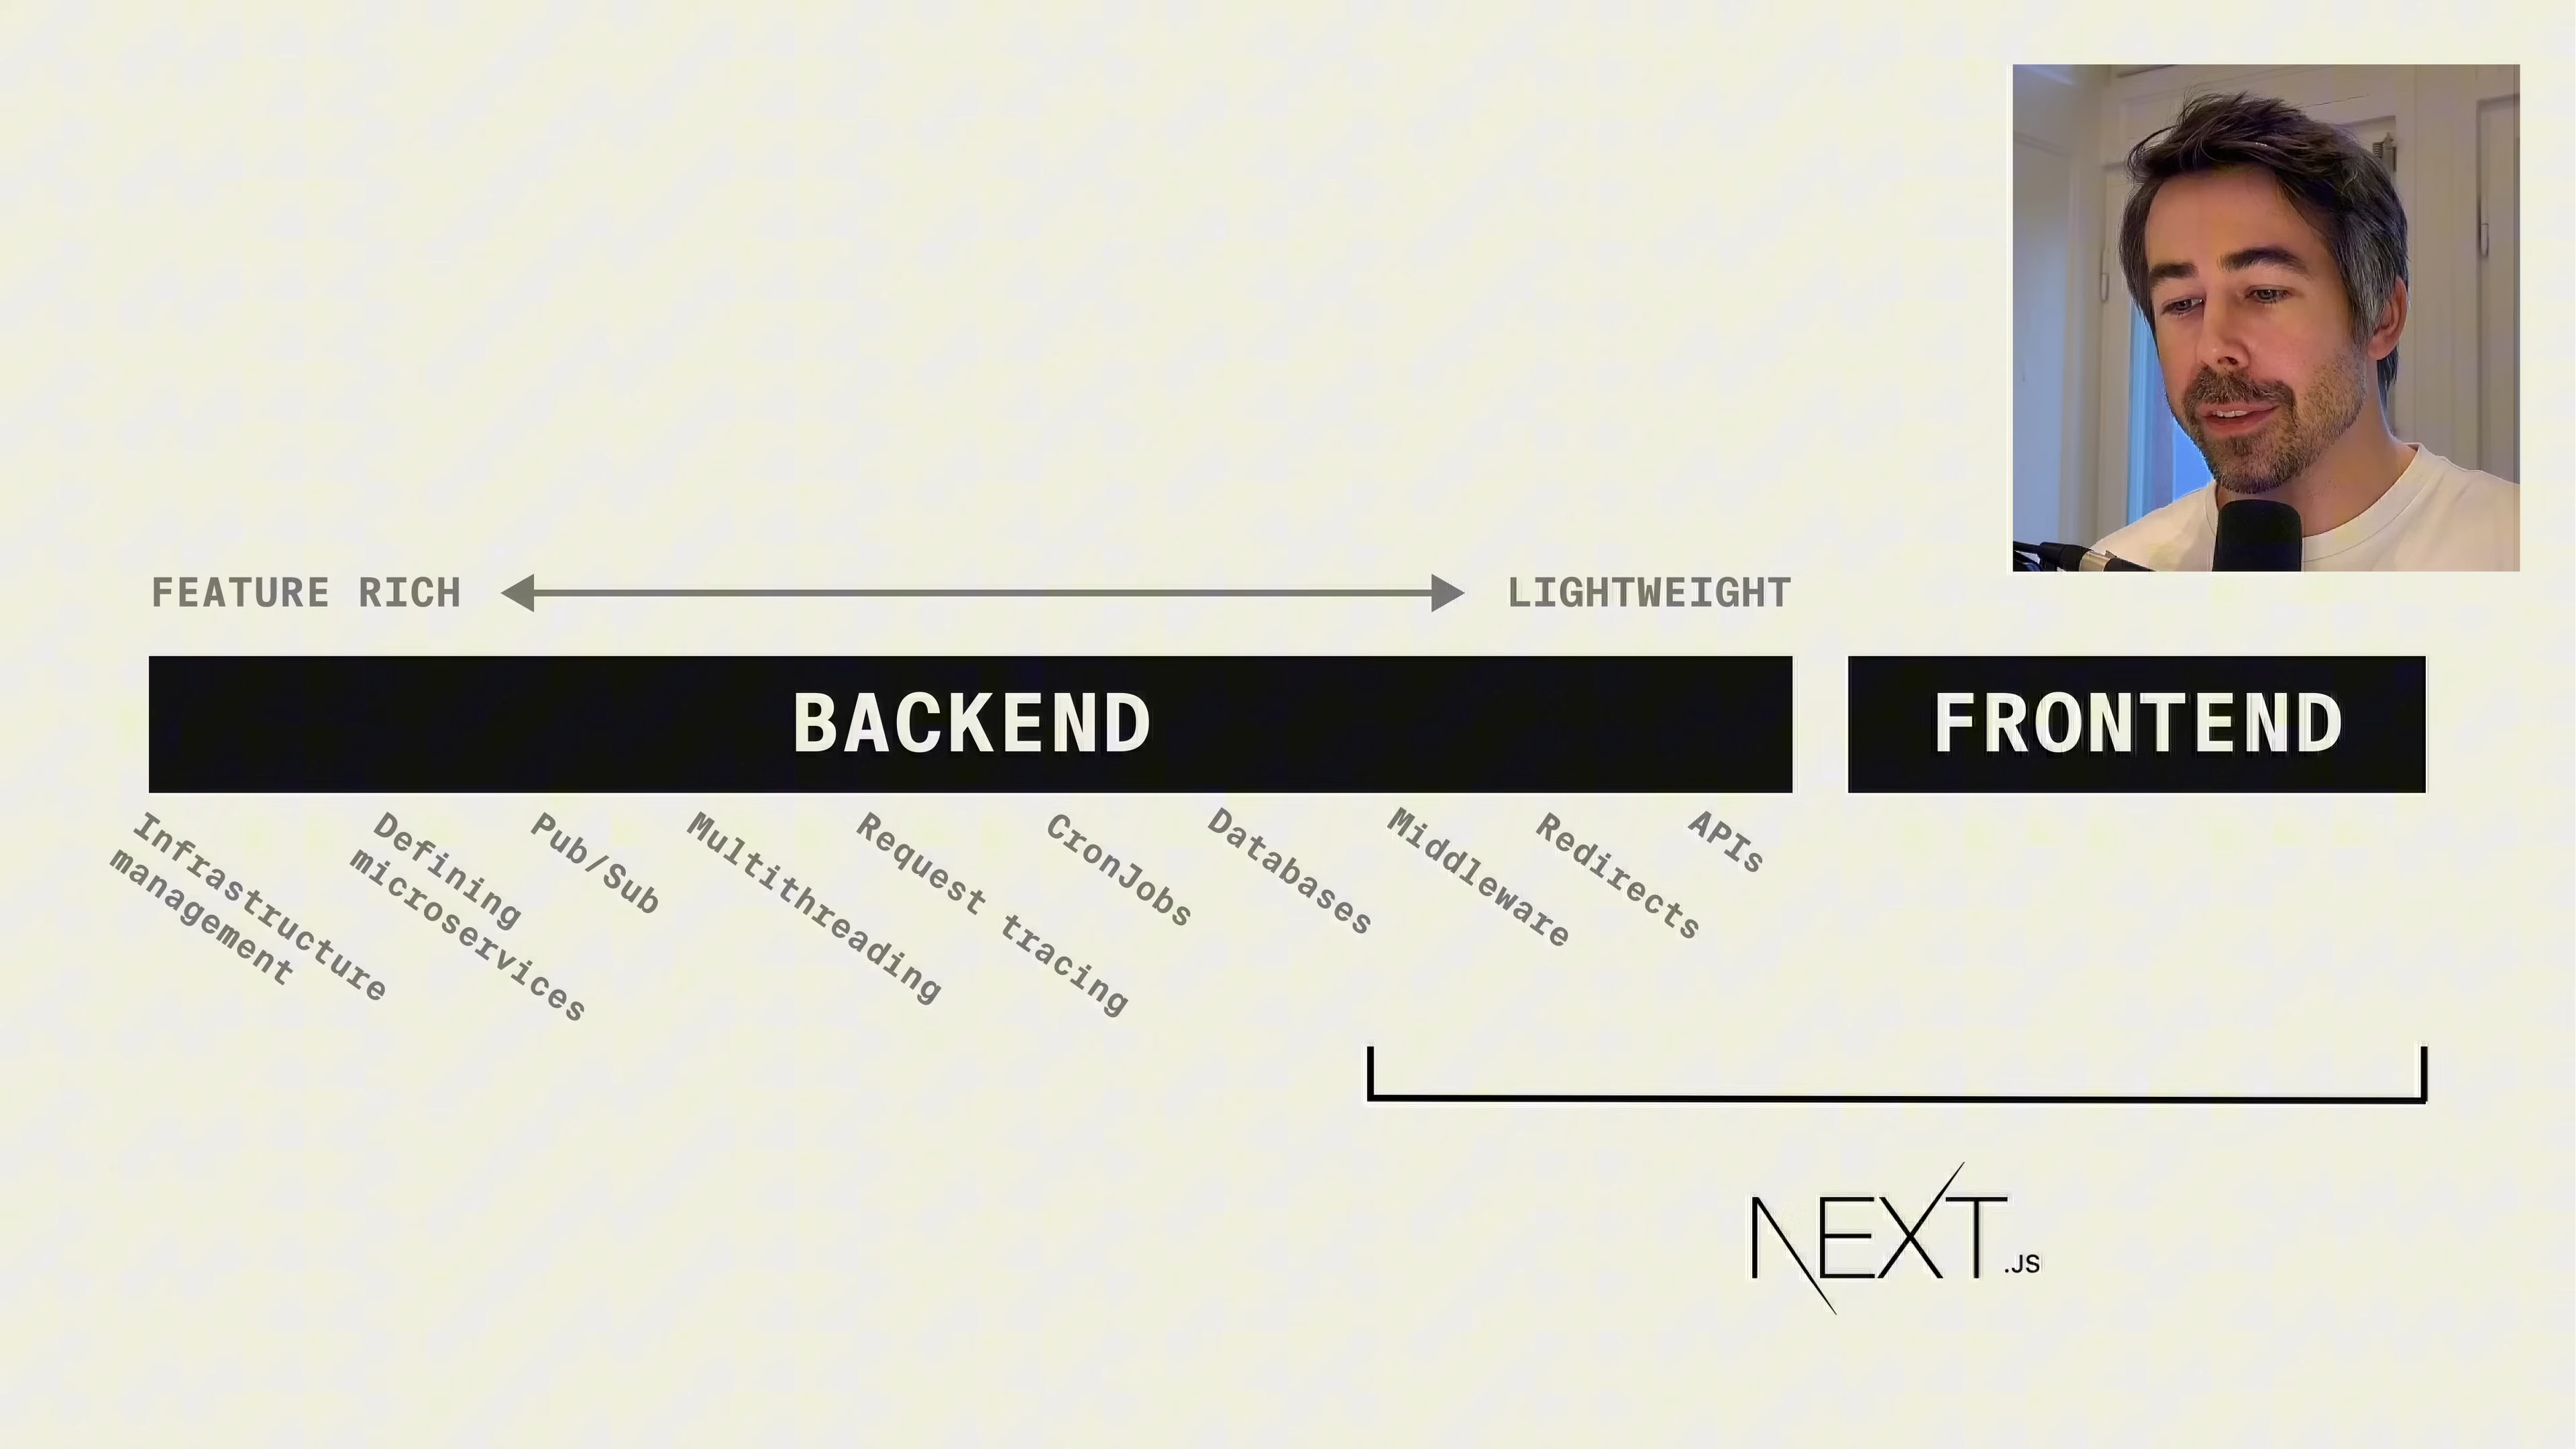 FEATURE RICH
LIGHTWEIGHT
BACKEND
FRONTEND
Infrastructure
management
Defining
microservices
Pub/Sub
Multithreading
Request tracing
CronJobs
Databases
Middleware
Redirects
APIs
NEXT.JS